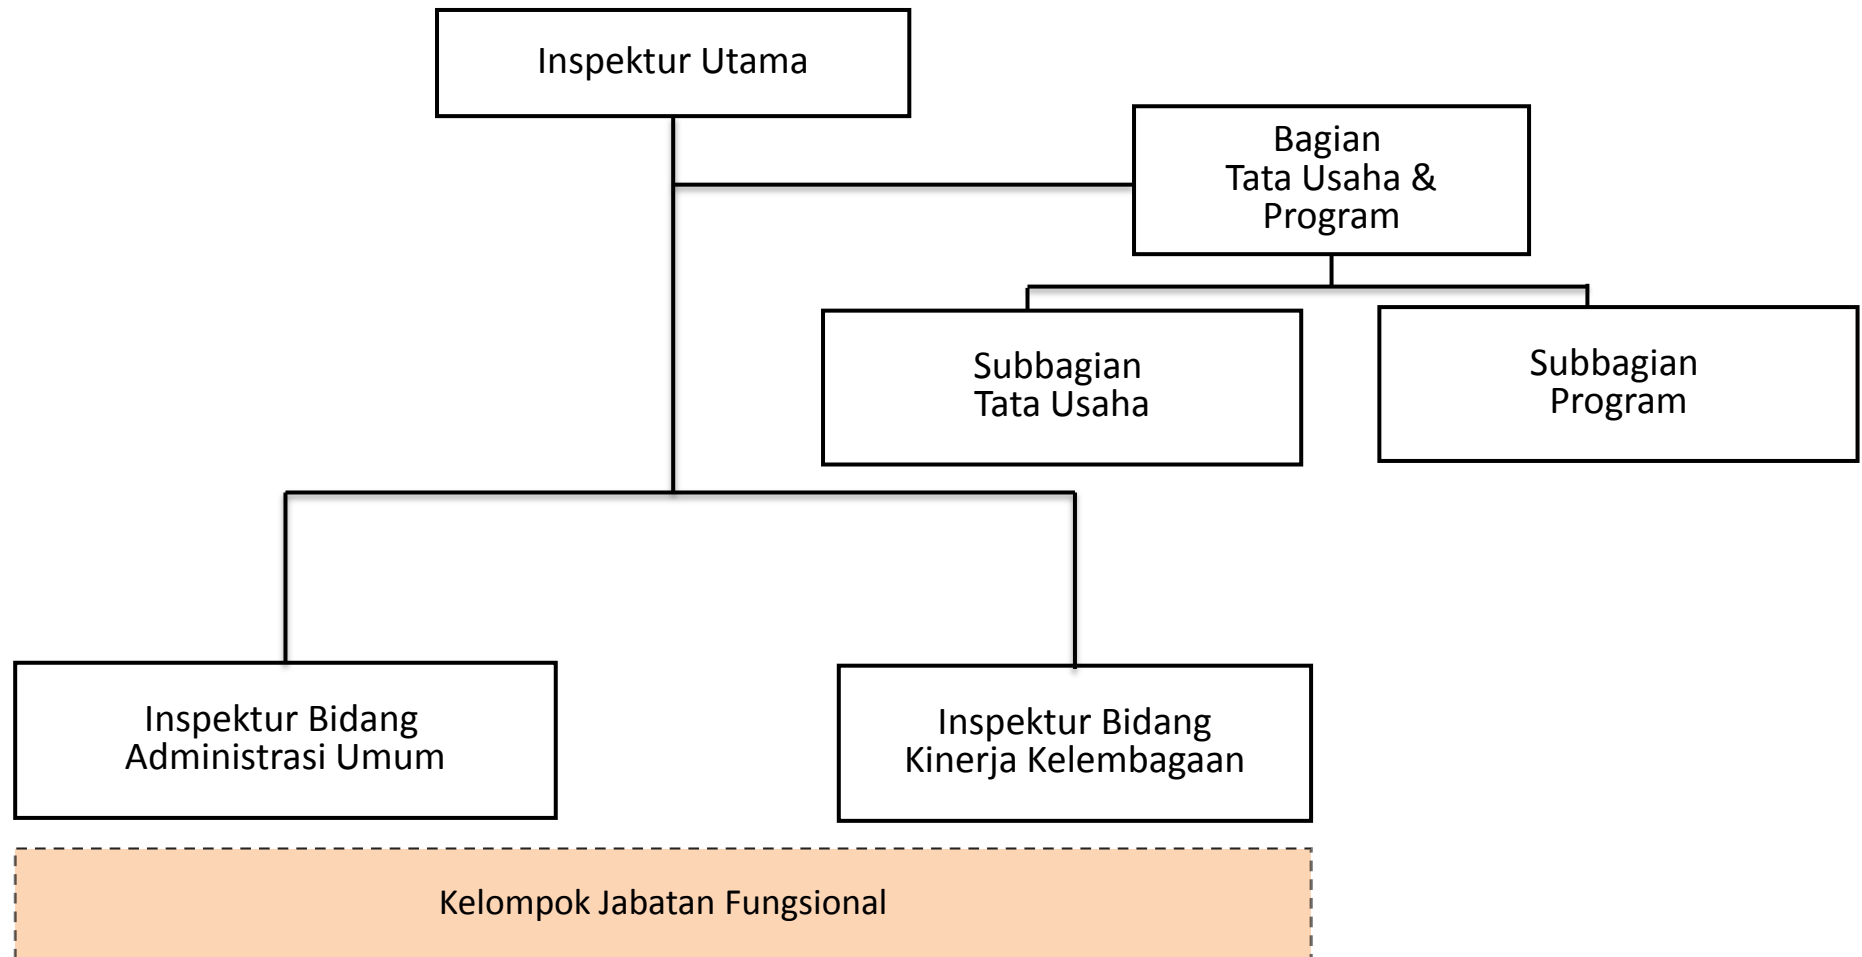 Inspektur Utama
Bagian
Tata Usaha &
Program
Subbagian
Tata Usaha
Subbagian
Program
Inspektur Bidang
Administrasi Umum
Inspektur Bidang
Kinerja Kelembagaan
Kelompok Jabatan Fungsional